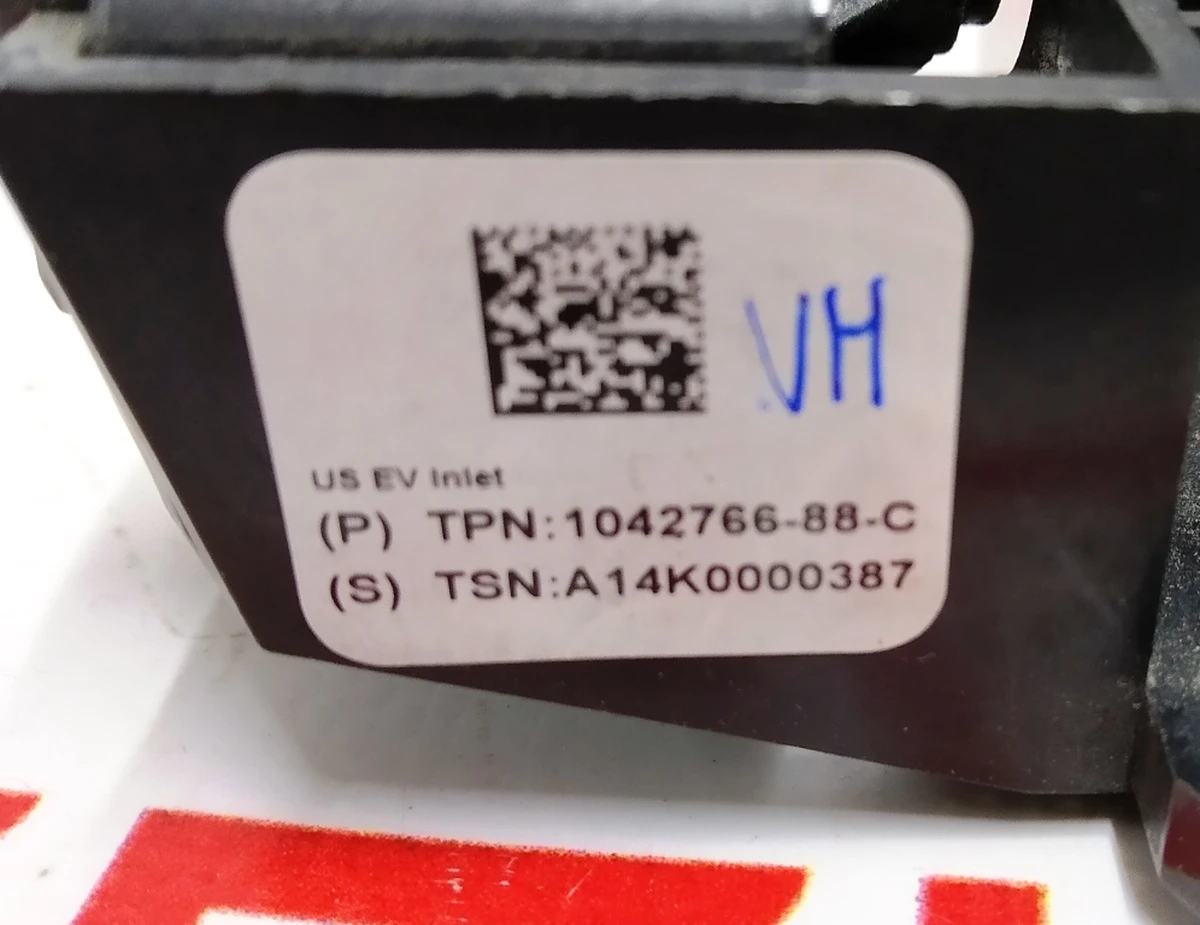 VH
US EV Inlet
(P) TPN:1042766-88-C
(S) TSN:A14K0000387